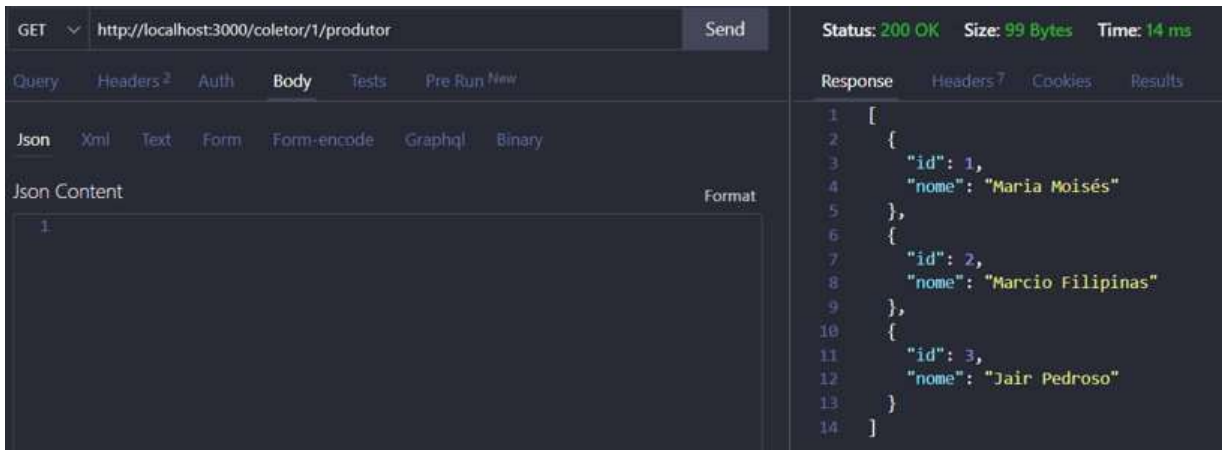 GET http://localhost:3000/coletor/1/produtor Send
Query Headers 2 Auth Body Tests Pre Run New
Json Xml Text Form Form-encode Graphql Binary
Json Content Format
1
Status: 200 OK Size: 99 Bytes Time: 14 ms
Response Headers 7 Cookies Results
1 [
2 {
3 "id": 1,
4 "nome": "Maria Moisés"
5 },
6 {
7 "id": 2,
8 "nome": "Marcio Filipinas"
9 },
10 {
11 "id": 3,
12 "nome": "Jair Pedroso"
13 }
14 ]